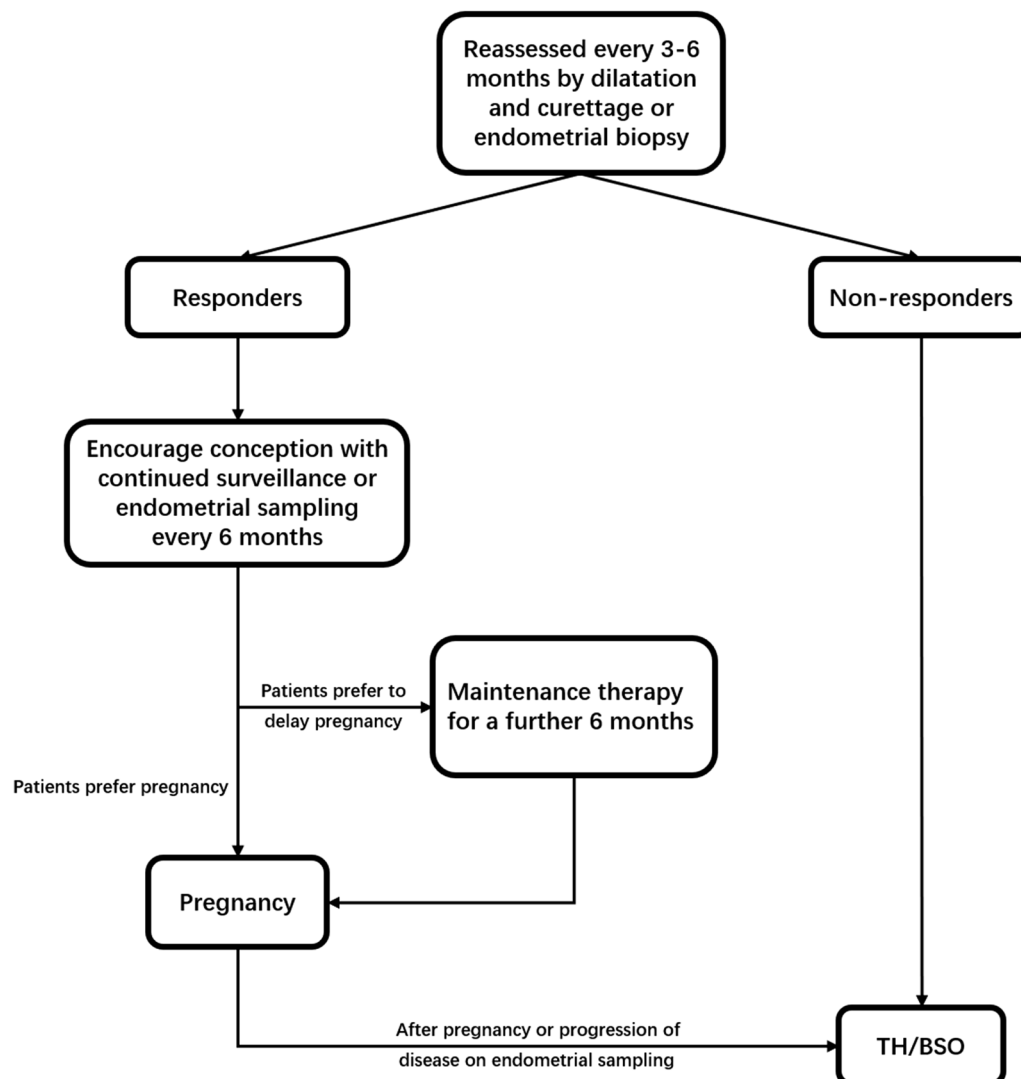 Reassessed every 3-6
months by dilatation
and curettage or
endometrial biopsy
Responders
Non-responders
Encourage conception with
continued surveillance or
endometrial sampling
every 6 months
Patients prefer to
delay pregnancy
Maintenance therapy
for a further 6 months
Patients prefer pregnancy
Pregnancy
After pregnancy or progression of
disease on endometrial sampling
TH/BSO